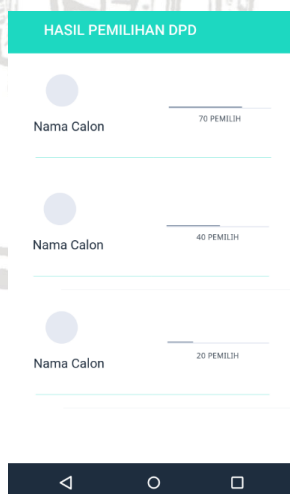 HASIL PEMILIHAN DPD
70 PEMILIH
Nama Calon
40 PEMILIH
Nama Calon
20 PEMILIH
Nama Calon